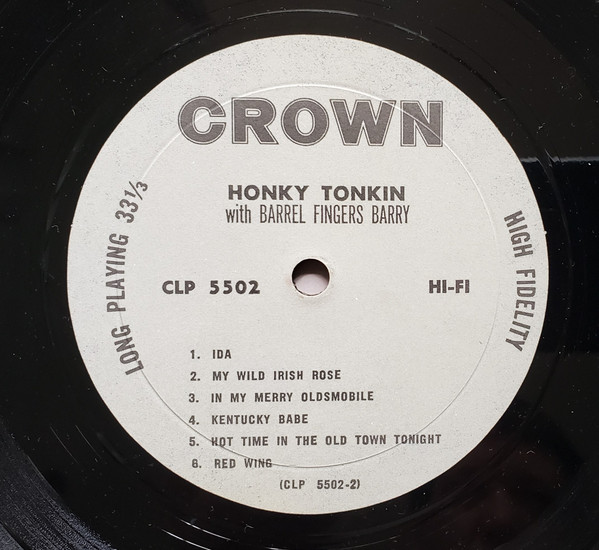 CROWN
HONKY TONKIN
with BARREL FINGERS BARRY
LONG PLAYING 33⅓
HIGH FIDELITY
CLP 5502
HI-FI
1. IDA
2. MY WILD IRISH ROSE
3. IN MY MERRY OLDSMOBILE
4. KENTUCKY BABE
5. HOT TIME IN THE OLD TOWN TONIGHT
6. RED WING
(CLP 5502-2)